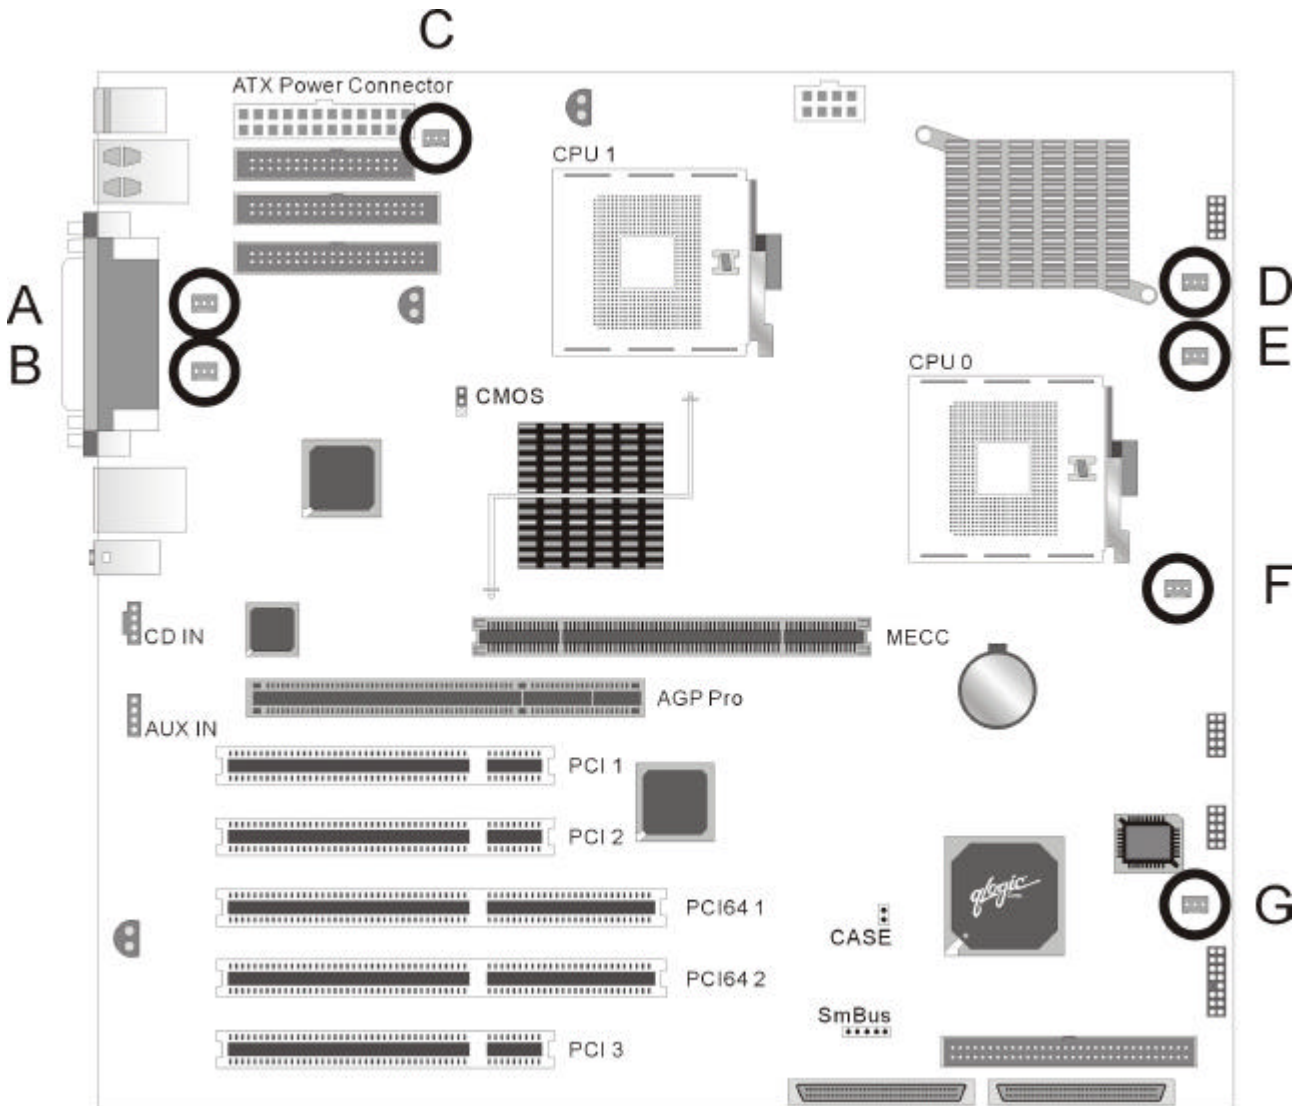 C
ATX Power Connector
CPU 1
D
A
E
B
CPU 0
CMOS
F
CD IN
MECC
AGP Pro
AUX IN
PCI 1
PCI 2
qlogic
PCI64 1
G
CASE
PCI64 2
SmBus
PCI 3